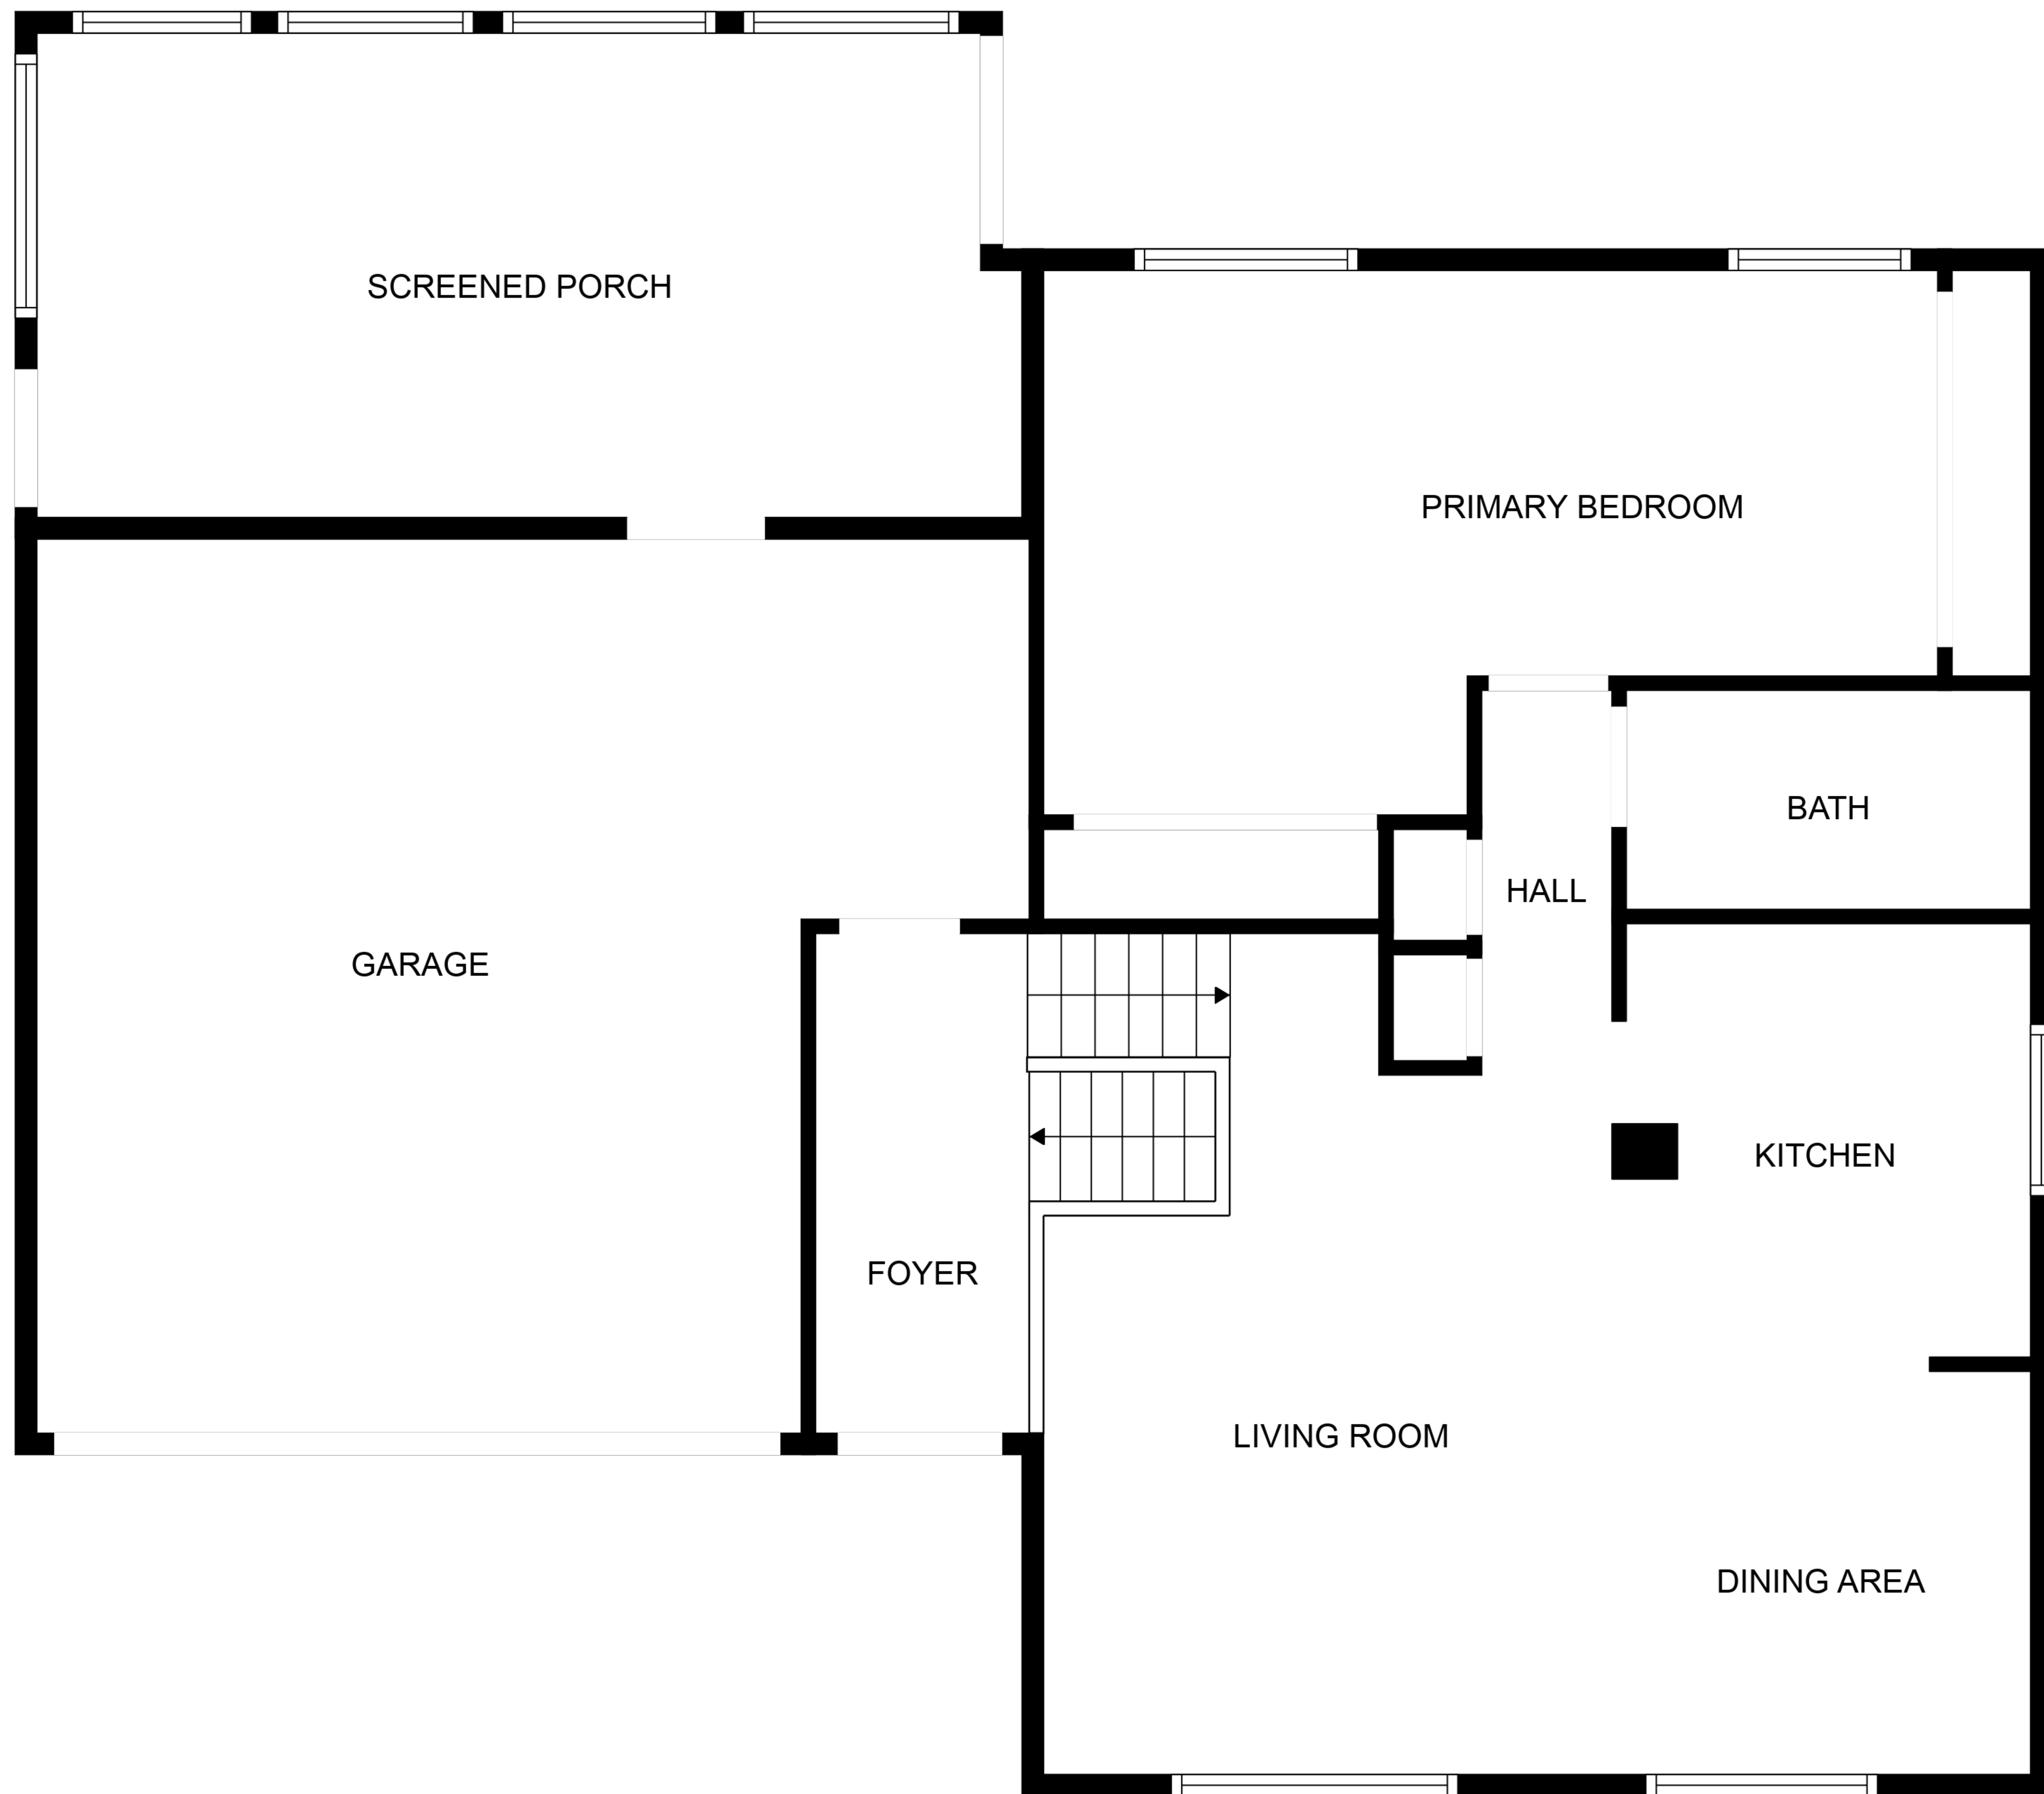 SCREENED PORCH
PRIMARY BEDROOM
BATH
HALL
GARAGE
KITCHEN
FOYER
LIVING ROOM
DINING AREA